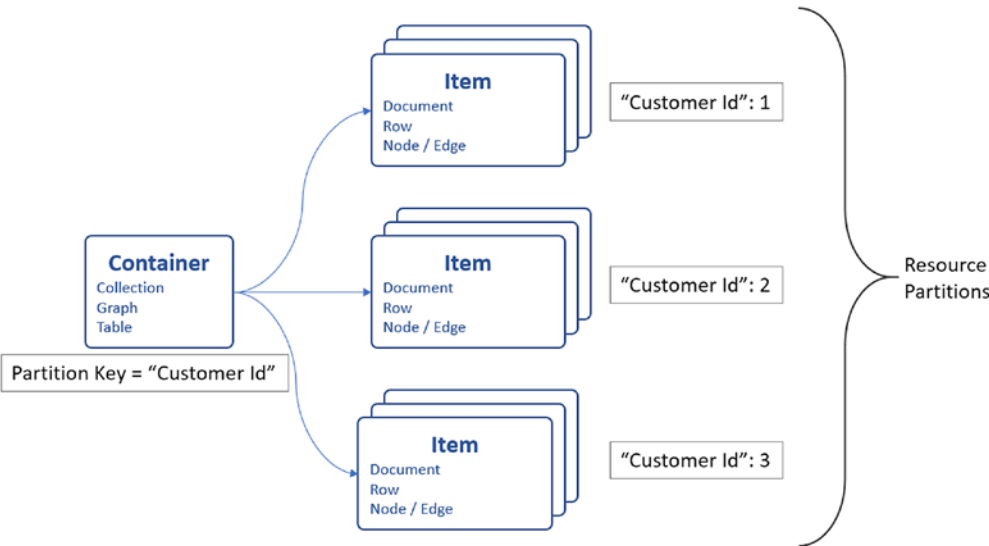 Item
Document
Row
Node / Edge
“Customer Id”: 1
Item
Document
Row
Node / Edge
“Customer Id”: 2
Container
Collection
Graph
Table
Partition Key = “Customer Id”
Resource
Partitions
Item
Document
Row
Node / Edge
“Customer Id”: 3